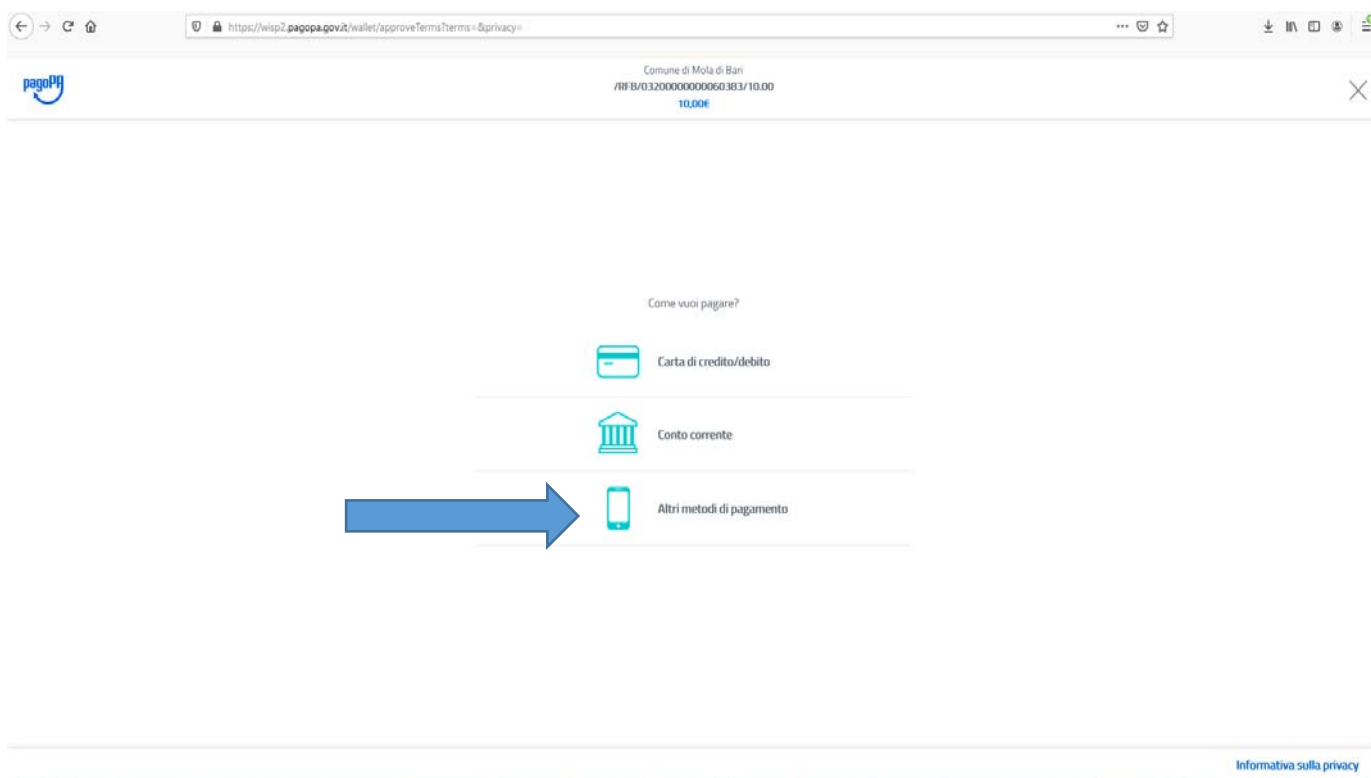 https://wisp2.pagopa.gov.it/wallet/approveTerms?terms=&privacy=
pagoPA
Comune di Mola di Bari
/RFB/03200000000060383/10.00
10,00€
Come vuoi pagare?
Carta di credito/debito
Conto corrente
Altri metodi di pagamento
Informativa sulla privacy